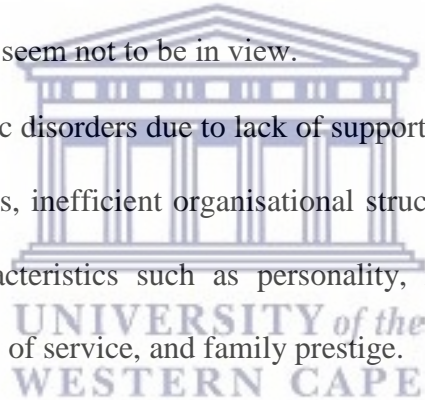 seem not to be in view.
c disorders due to lack of support
s, inefficient organisational struc
acteristics such as personality,
UNIVERSITY of the
of service, and family prestige.
WESTERN CAPE